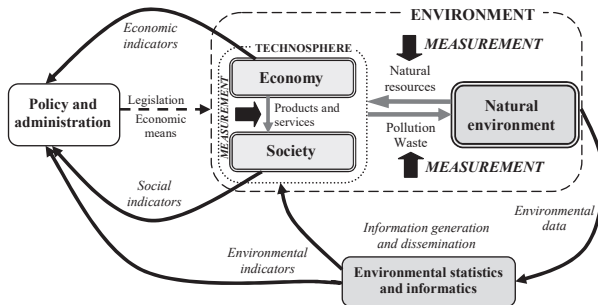 ENVIRONMENT
Economic
indicators
TECHNOSPHERE
MEASUREMENT
Economy
Natural
resources
MEASUREMENT
Policy and
administration
Legislation
Economic
means
Products and
services
Natural
environment
Society
Pollution
Waste
MEASUREMENT
Social
indicators
Environmental
data
Information generation
and dissemination
Environmental
indicators
Environmental statistics
and informatics